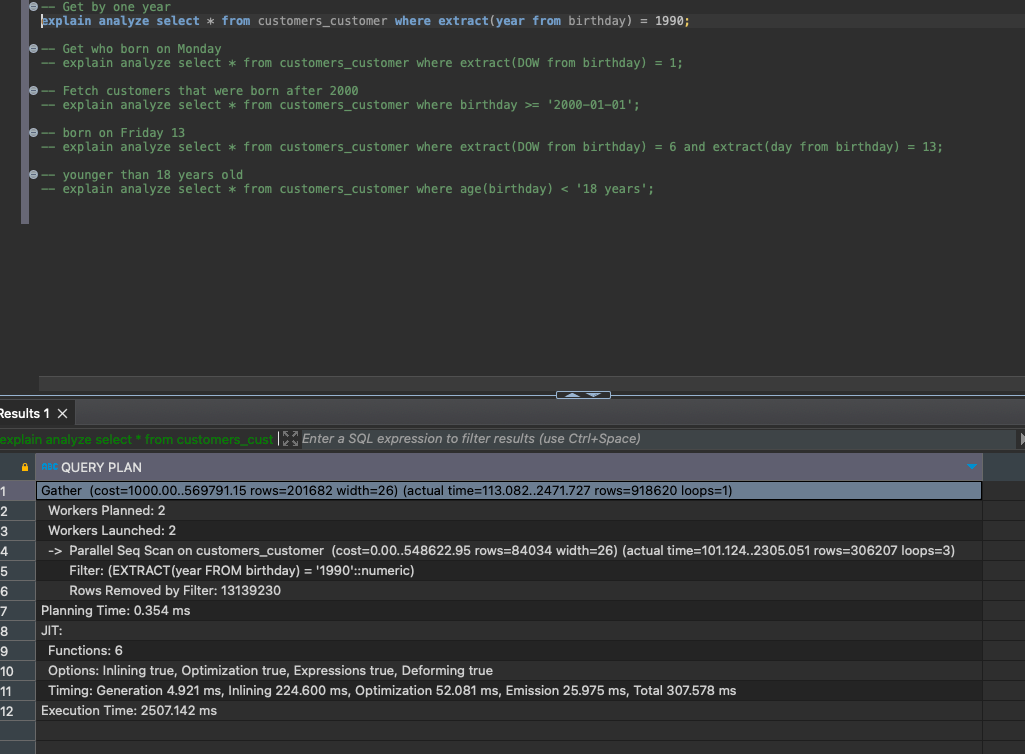 -- Get by one year
explain analyze select * from customers_customer where extract(year from birthday) = 1990;
-- Get who born on Monday
-- explain analyze select * from customers_customer where extract(DOW from birthday) = 1;
-- Fetch customers that were born after 2000
-- explain analyze select * from customers_customer where birthday >= '2000-01-01';
-- born on Friday 13
-- explain analyze select * from customers_customer where extract(DOW from birthday) = 6 and extract(day from birthday) = 13;
-- younger than 18 years old
-- explain analyze select * from customers_customer where age(birthday) < '18 years';
Results 1
explain analyze select * from customers_cust
Enter a SQL expression to filter results (use Ctrl+Space)
QUERY PLAN
1 Gather (cost=1000.00..569791.15 rows=201682 width=26) (actual time=113.082..2471.727 rows=918620 loops=1)
2 Workers Planned: 2
3 Workers Launched: 2
4 -> Parallel Seq Scan on customers_customer (cost=0.00..548622.95 rows=84034 width=26) (actual time=101.124..2305.051 rows=306207 loops=3)
5 Filter: (EXTRACT(year FROM birthday) = '1990'::numeric)
6 Rows Removed by Filter: 13139230
7 Planning Time: 0.354 ms
8 JIT:
9 Functions: 6
10 Options: Inlining true, Optimization true, Expressions true, Deforming true
11 Timing: Generation 4.921 ms, Inlining 224.600 ms, Optimization 52.081 ms, Emission 25.975 ms, Total 307.578 ms
12 Execution Time: 2507.142 ms